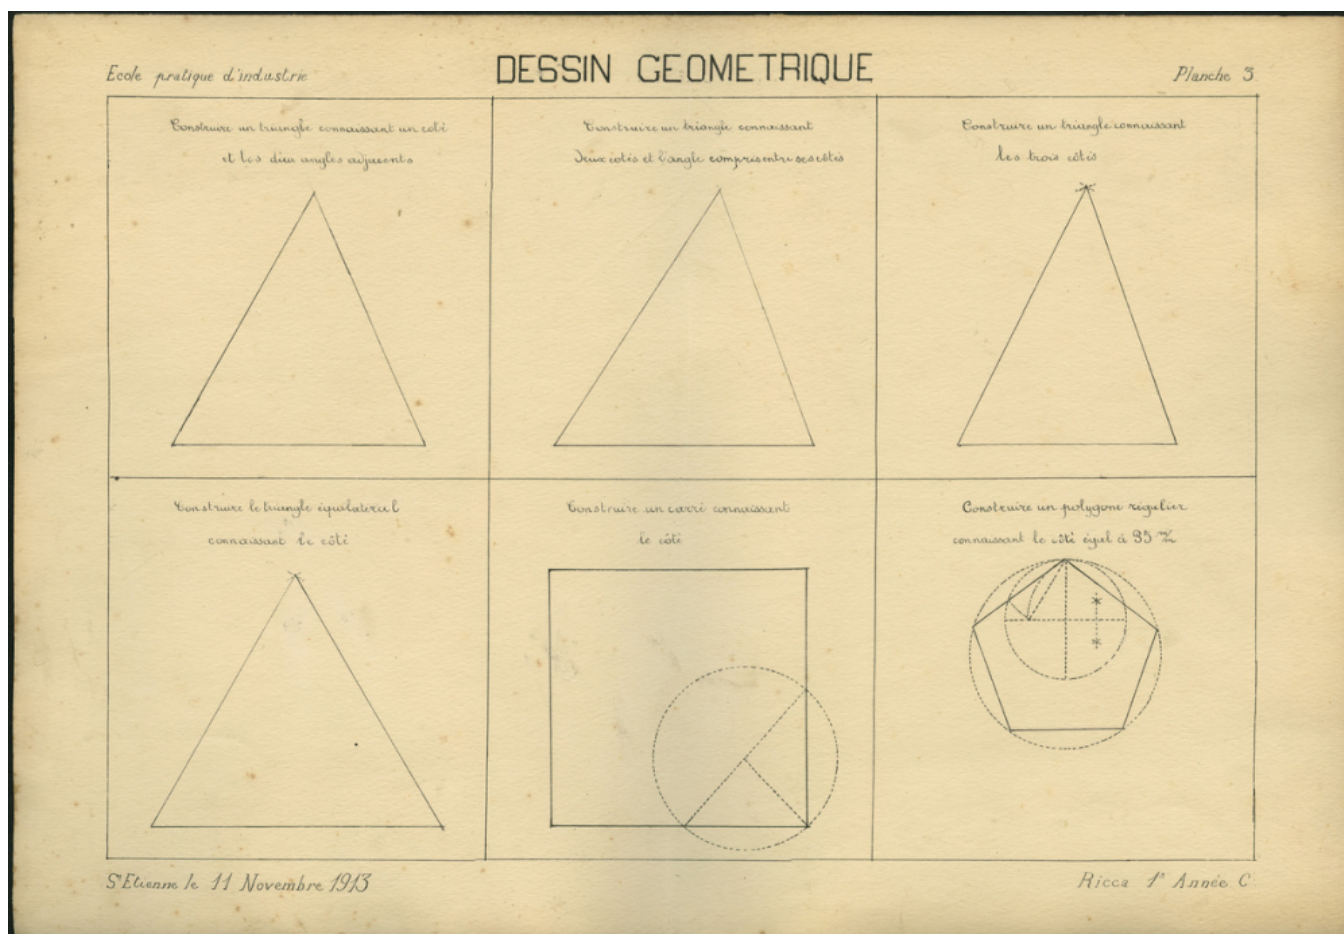 Ecole pratique d'industrie
DESSIN GEOMETRIQUE
Planche 3
Construire un triangle connaissant un coté
et les deux angles adjacents
Construire un triangle connaissant
deux cotés et l'angle compris entre ses côtés
Construire un triangle connaissant
les trois côtés
Construire le triangle équilateral
connaissant le côté
Construire un carré connaissant
le côté
Construire un polygone régulier
connaissant le côté égal à 35 m/m
St Etienne le 11 Novembre 1913
Ricca 1e Année C